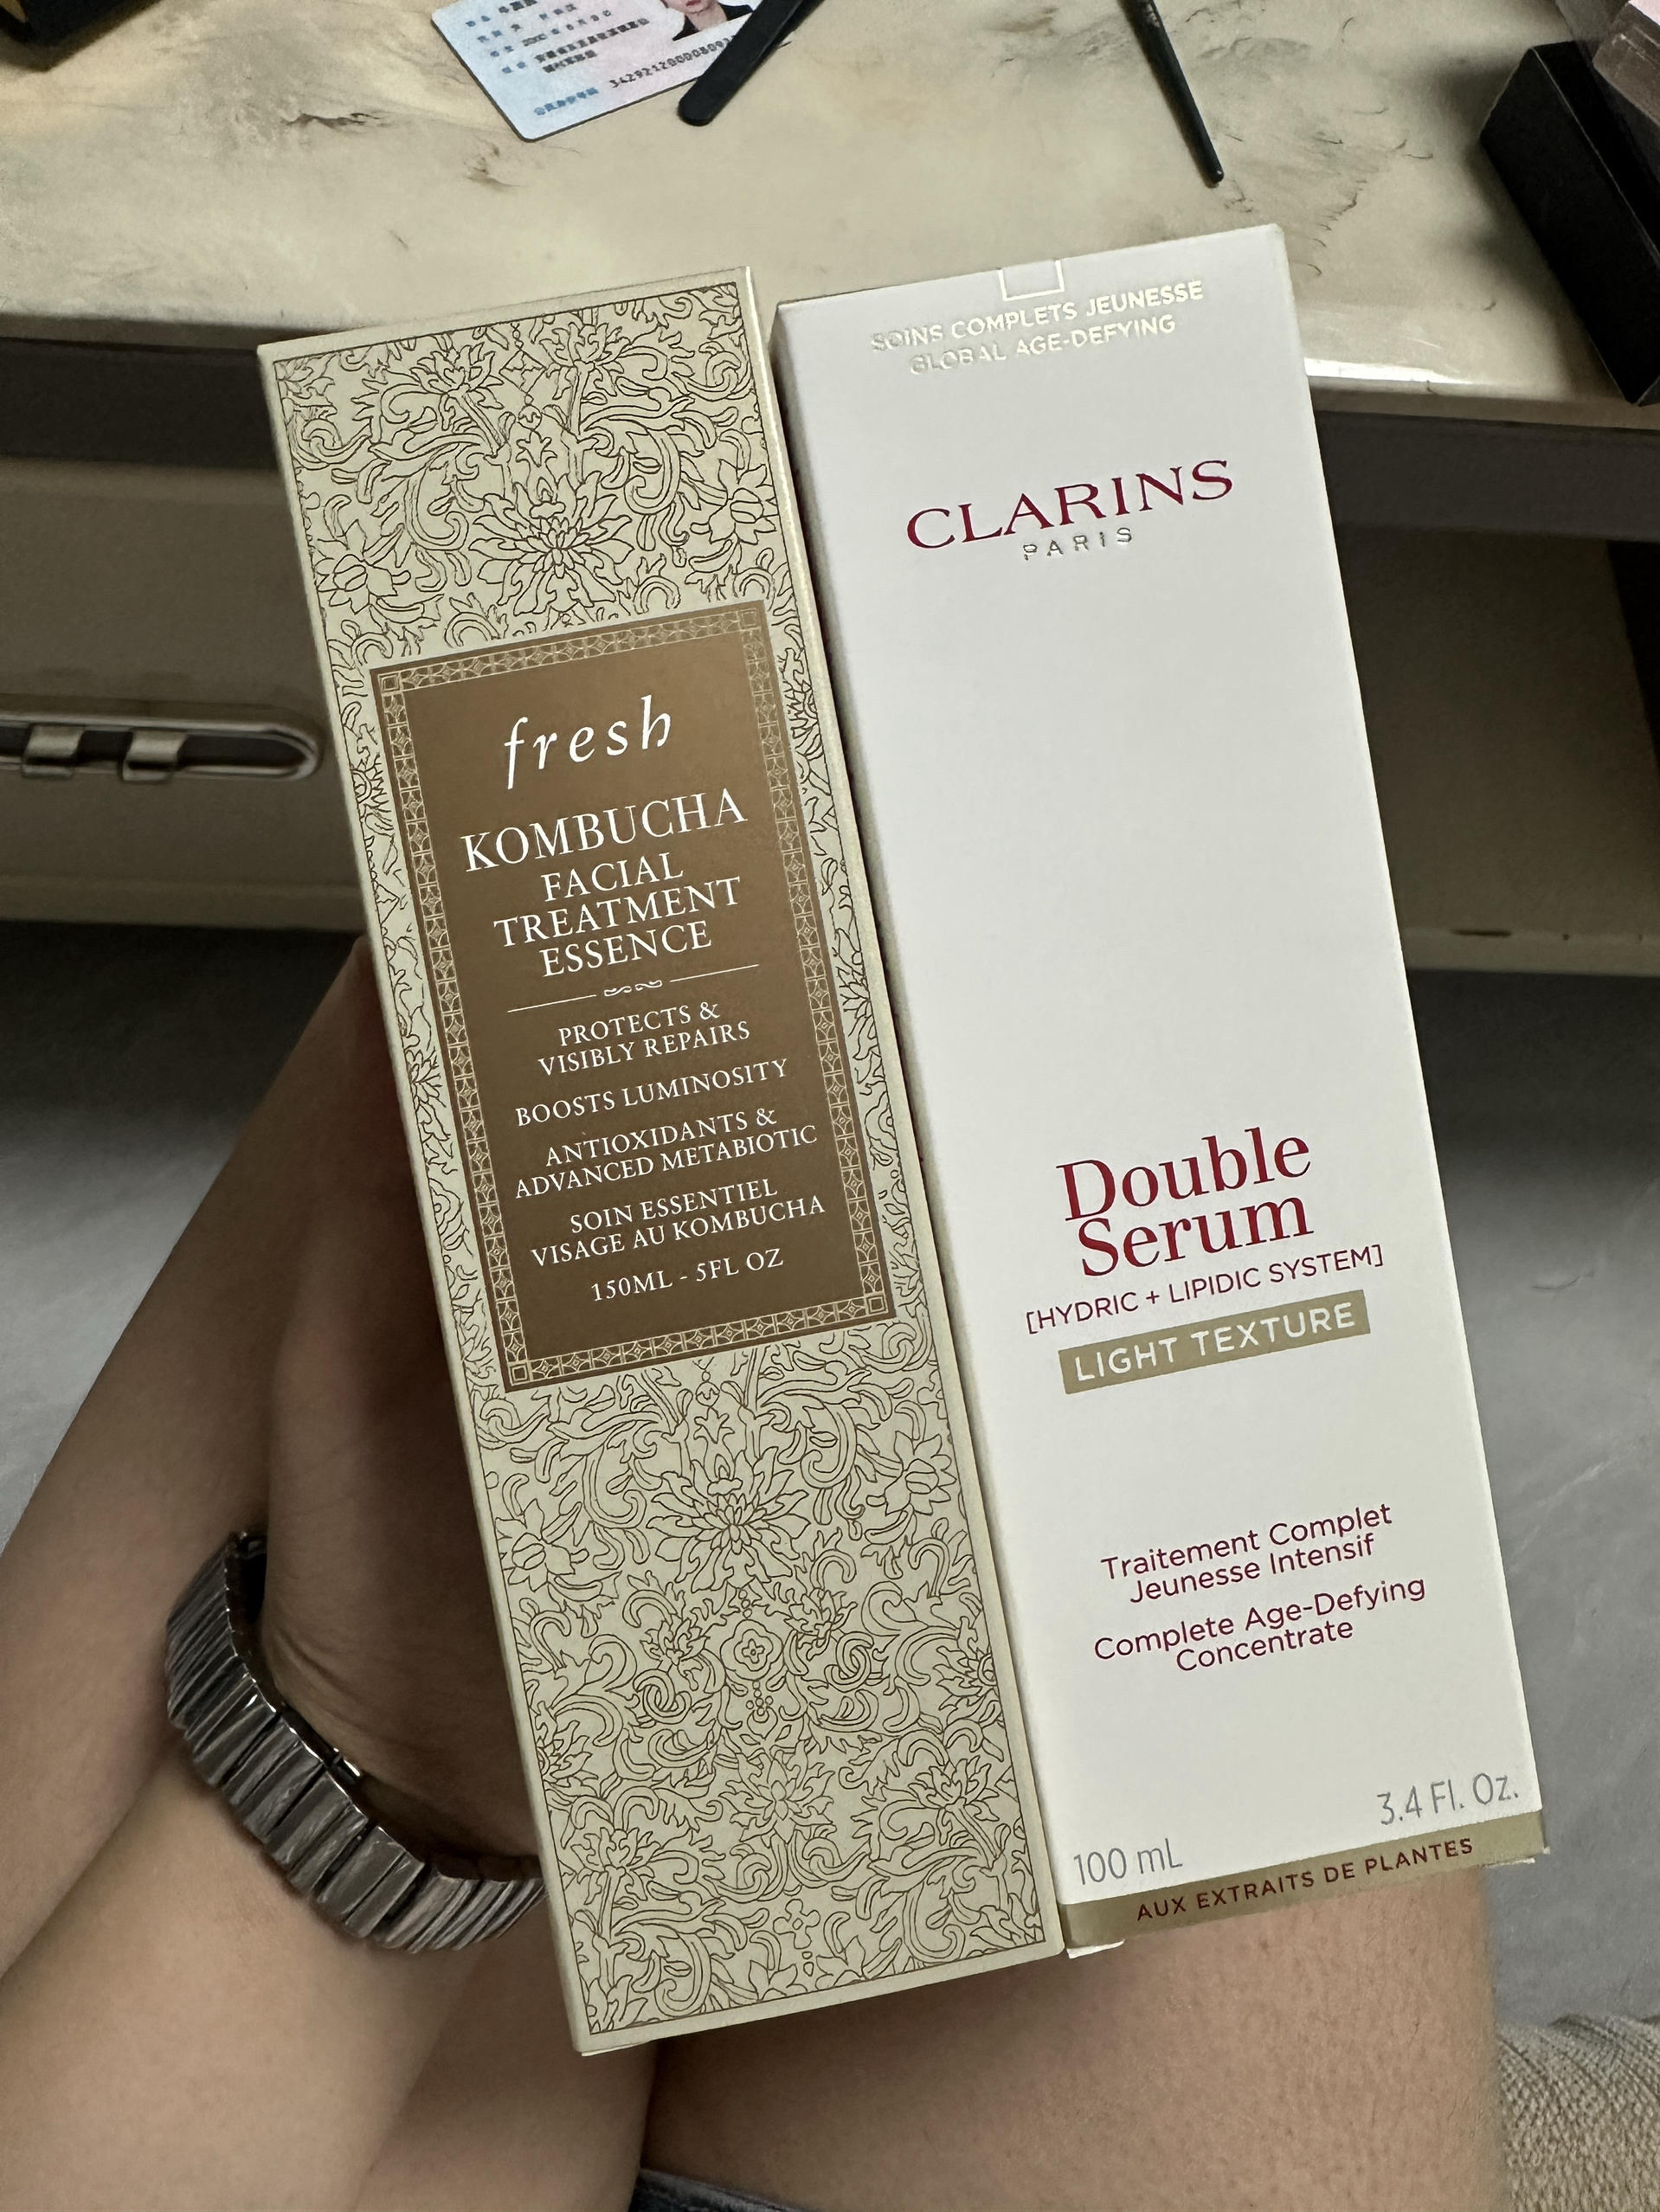 fresh
KOMBUCHA
FACIAL
TREATMENT
ESSENCE
PROTECTS &
VISIBLY REPAIRS
BOOSTS LUMINOSITY
ANTIOXIDANTS &
ADVANCED METABIOTIC
SOIN ESSENTIEL
VISAGE AU KOMBUCHA
150ML - 5FL OZ
SOINS COMPLETS JEUNESSE
GLOBAL AGE-DEFYING
CLARINS
PARIS
Double
Serum
[HYDRIC + LIPIDIC SYSTEM]
LIGHT TEXTURE
Traitement Complet
Jeunesse Intensif
Complete Age-Defying
Concentrate
3.4 Fl. Oz.
100 mL
AUX EXTRAITS DE PLANTES